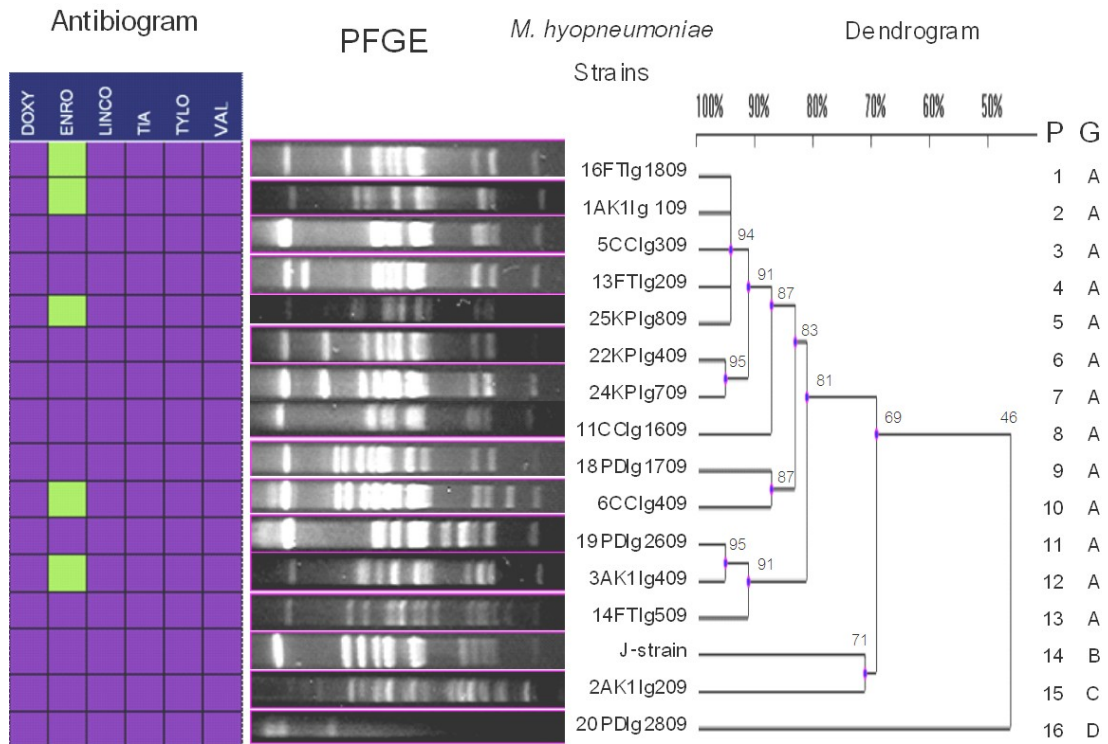 Antibiogram
PFGE
M. hyopneumoniae
Strains
Dendrogram
DOXY
ENRO
LINCO
TIA
TYLO
VAL
100% 90% 80% 70% 60% 50%
P G
16FTIg1809 1 A
1AK1Ig 109 2 A
5CCIg309 3 A
13FTIg209 4 A
25KPIg809 5 A
22KPIg409 6 A
24KPIg709 7 A
11CCIg1609 8 A
18PDIg1709 9 A
6CCIg409 10 A
19PDIg2609 11 A
3AK1Ig409 12 A
14FTIg509 13 A
J-strain 14 B
2AK1Ig209 15 C
20PDIg2809 16 D
94
91
87
83
95
81
69
46
87
95
91
71